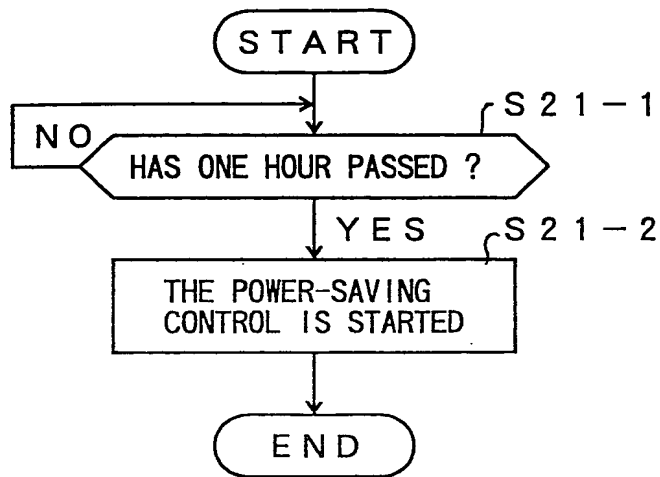 START
S21-1
NO
HAS ONE HOUR PASSED ?
YES
S21-2
THE POWER-SAVING
CONTROL IS STARTED
END